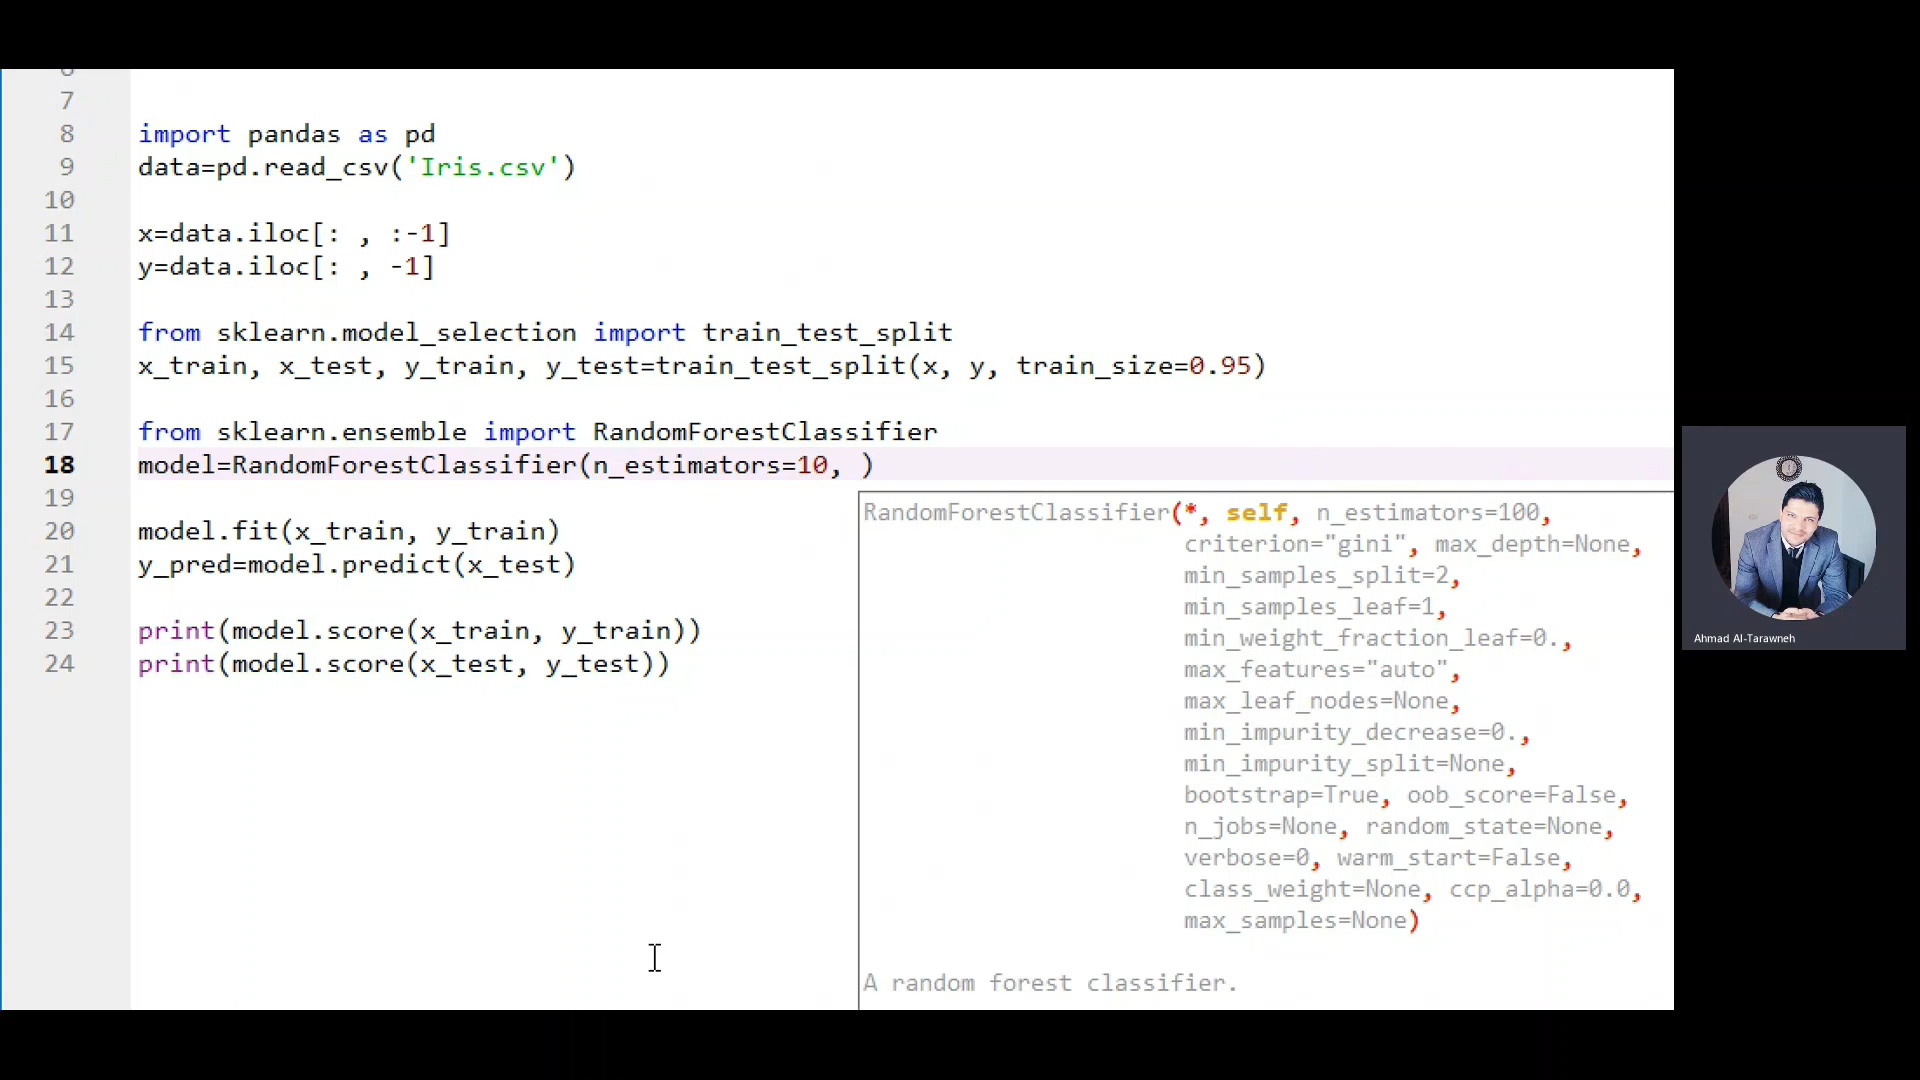 7
8 import pandas as pd
9 data=pd.read_csv('Iris.csv')
10
11 x=data.iloc[: , :-1]
12 y=data.iloc[: , -1]
13
14 from sklearn.model_selection import train_test_split
15 x_train, x_test, y_train, y_test=train_test_split(x, y, train_size=0.95)
16
17 from sklearn.ensemble import RandomForestClassifier
18 model=RandomForestClassifier(n_estimators=10, )
19
20 model.fit(x_train, y_train)
21 y_pred=model.predict(x_test)
22
23 print(model.score(x_train, y_train))
24 print(model.score(x_test, y_test))
RandomForestClassifier(*, self, n_estimators=100,
criterion="gini", max_depth=None,
min_samples_split=2,
min_samples_leaf=1,
min_weight_fraction_leaf=0.,
max_features="auto",
max_leaf_nodes=None,
min_impurity_decrease=0.,
min_impurity_split=None,
bootstrap=True, oob_score=False,
n_jobs=None, random_state=None,
verbose=0, warm_start=False,
class_weight=None, ccp_alpha=0.0,
max_samples=None)
A random forest classifier.
Ahmad Al-Tarawneh